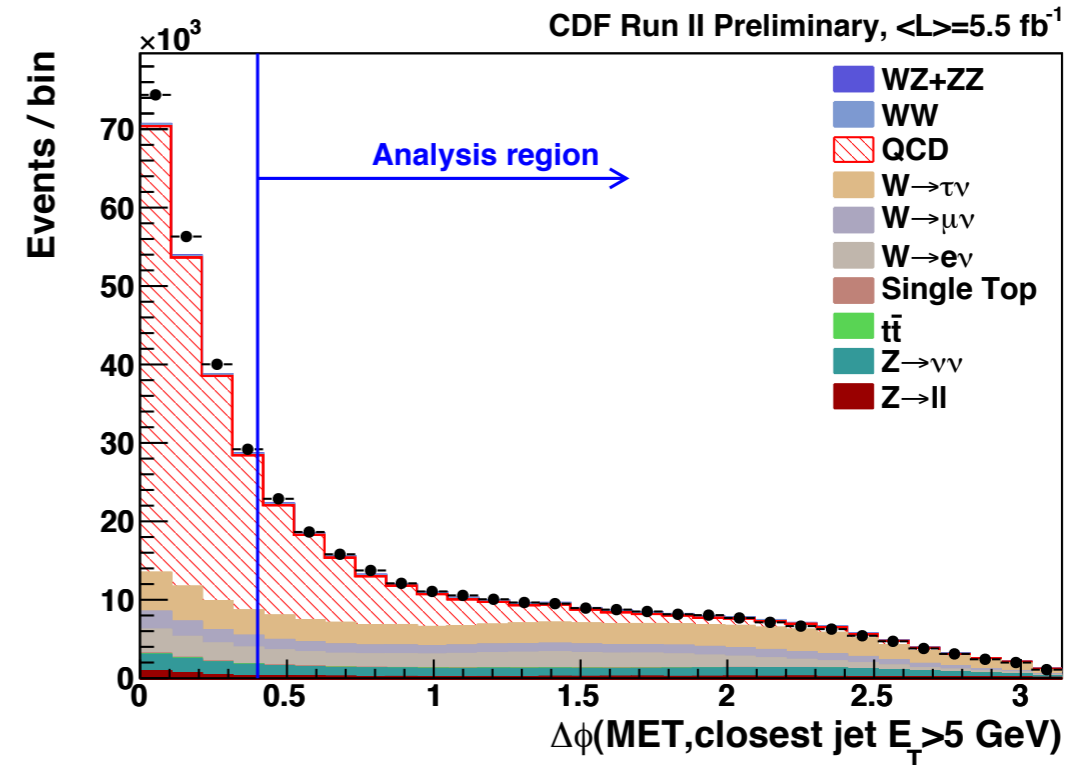 CDF Run II Preliminary, <L>=5.5 fb⁻¹
×10³
Events / bin
70
60
50
40
30
20
10
0
Analysis region
WZ+ZZ
WW
QCD
W→τν
W→μν
W→eν
Single Top
tt̄
Z→νν
Z→ll
0 0.5 1 1.5 2 2.5 3
Δϕ(MET,closest jet E_T>5 GeV)